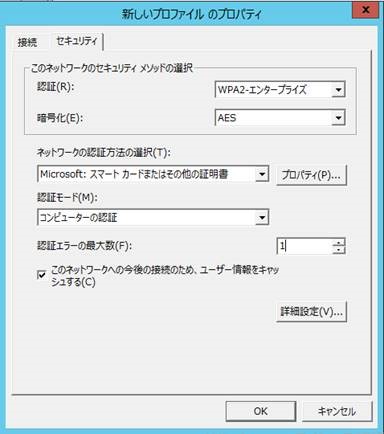 新しいプロファイル のプロパティ
接続 セキュリティ
このネットワークのセキュリティ メソッドの選択
認証(R): WPA2-エンタープライズ
暗号化(E): AES
ネットワークの認証方法の選択(T):
Microsoft: スマート カードまたはその他の証明書 プロパティ(P)...
認証モード(M):
コンピューターの認証
認証エラーの最大数(F): 1
このネットワークへの今後の接続のため、ユーザー情報をキャッ
シュする(C)
詳細設定(V)...
OK キャンセル